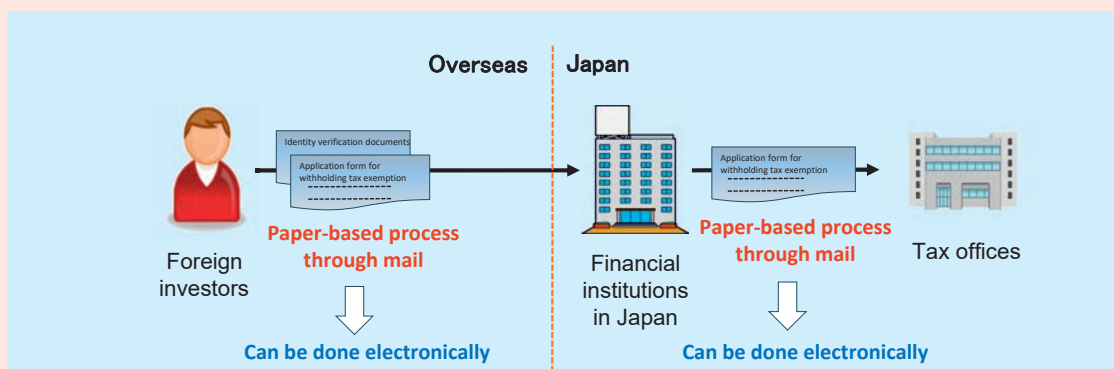 Overseas
Japan
Identity verification documents
Application form for
withholding tax exemption
Application form for
withholding tax exemption
Paper-based process
through mail
Paper-based process
through mail
Foreign
investors
Financial
institutions
in Japan
Tax offices
Can be done electronically
Can be done electronically